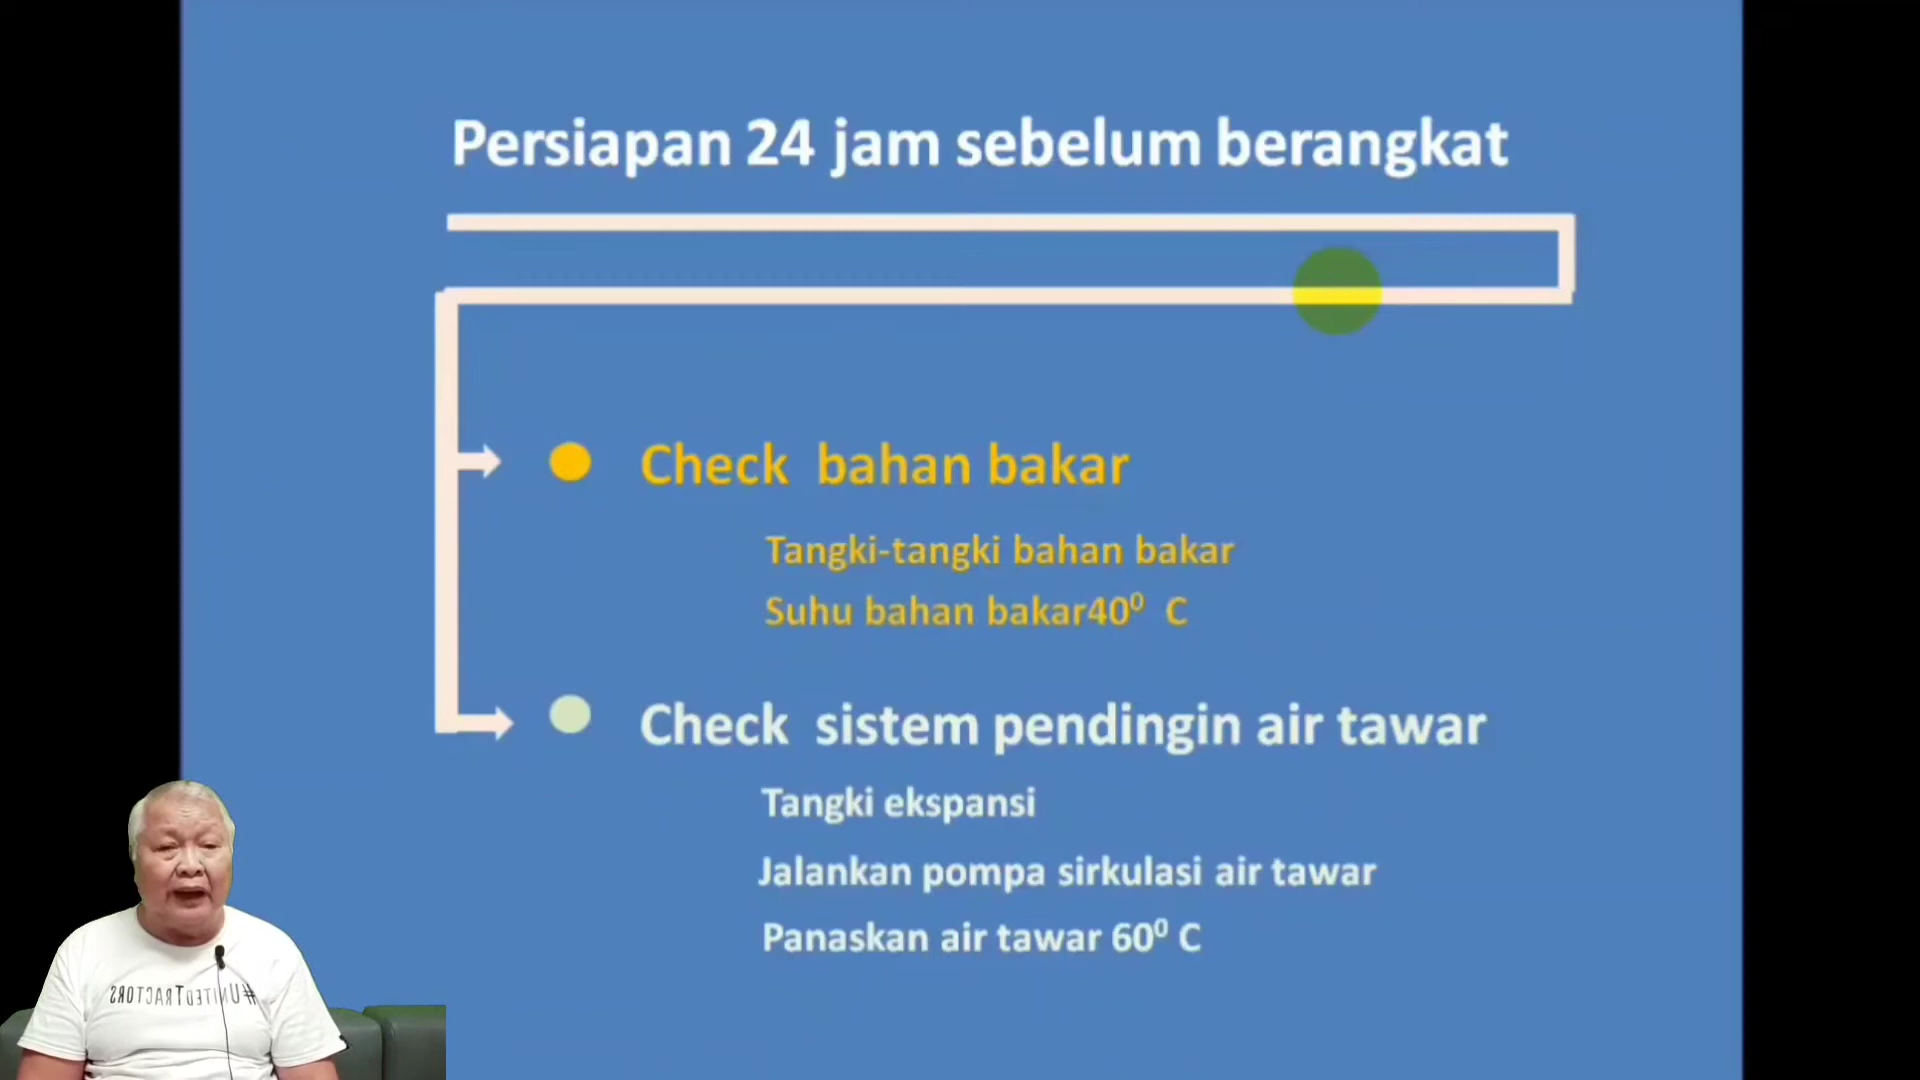 Persiapan 24 jam sebelum berangkat
Check bahan bakar
Tangki-tangki bahan bakar
Suhu bahan bakar40⁰ C
Check sistem pendingin air tawar
Tangki ekspansi
Jalankan pompa sirkulasi air tawar
Panaskan air tawar 60⁰ C
#UNITEDTRACTORS